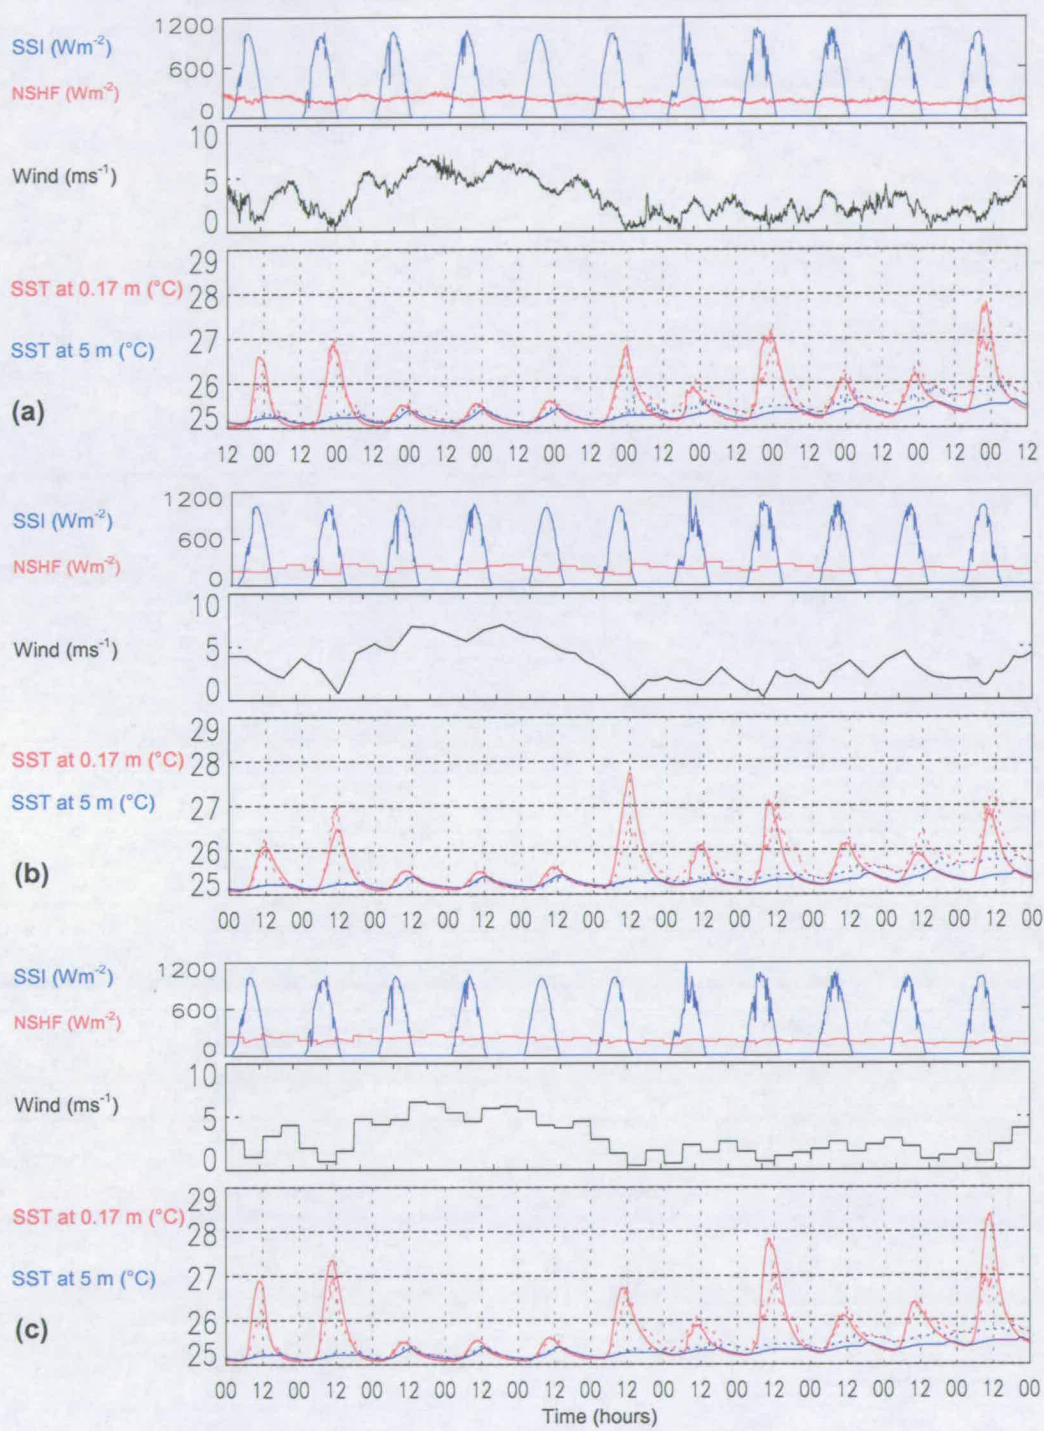 SSI (Wm-2)
1200
600
NSHF (Wm-2)
0
10
Wind (ms-1)
5
0
29
SST at 0.17 m (°C)
28
27
SST at 5 m (°C)
26
(a)
25
12 00 12 00 12 00 12 00 12 00 12 00 12 00 12 00 12 00 12 00 12 00 12
1200
SSI (Wm-2)
600
NSHF (Wm-2)
0
10
Wind (ms-1)
5
0
29
SST at 0.17 m (°C)
28
SST at 5 m (°C)
27
26
(b)
25
00 12 00 12 00 12 00 12 00 12 00 12 00 12 00 12 00 12 00 12 00 12 00
SSI (Wm-2)
1200
600
NSHF (Wm-2)
0
10
Wind (ms-1)
5
0
29
SST at 0.17 m (°C)
28
SST at 5 m (°C)
27
26
(c)
25
00 12 00 12 00 12 00 12 00 12 00 12 00 12 00 12 00 12 00 12 00 12 00
Time (hours)